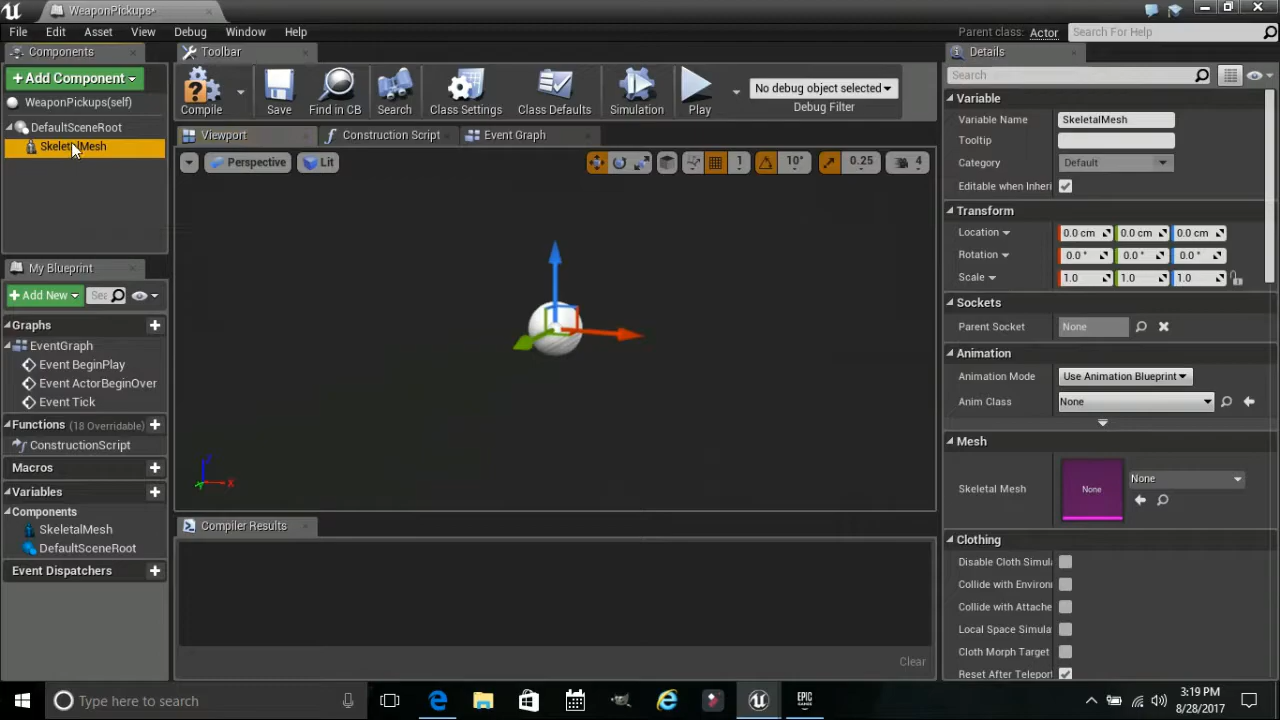 WeaponPickups*
File Edit Asset View Window Help
Parent class: Actor
Search For Help
Components
Add Component
WeaponPickups(self)
DefaultSceneRoot
SkeletalMesh
My Blueprint
Add New
Sea
Graphs
EventGraph
Event BeginPlay
Event ActorBeginOver
Event Tick
Functions (18 Overridable)
ConstructionScript
Macros
Variables
Components
SkeletalMesh
DefaultSceneRoot
Event Dispatchers
Toolbar
Compile Save Find in CB Search Class Settings Class Defaults Simulation Play
No debug object selected
Debug Filter
Viewport Construction Script Event Graph
Perspective Lit
1 10° 0.25 4
X
Compiler Results
Clear
Details
Search
Variable
Variable Name SkeletalMesh
Tooltip
Category Default
Editable when Inheri
Transform
Location 0.0 cm 0.0 cm 0.0 cm
Rotation 0.0 ° 0.0 ° 0.0 °
Scale 1.0 1.0 1.0
Sockets
Parent Socket None
Animation
Animation Mode Use Animation Blueprint
Anim Class None
Mesh
Skeletal Mesh None None
Clothing
Disable Cloth Simula
Collide with Environ
Collide with Attache
Local Space Simula
Cloth Morph Target
Reset After Teleport
Type here to search
EPIC GAMES
3:19 PM
8/28/2017